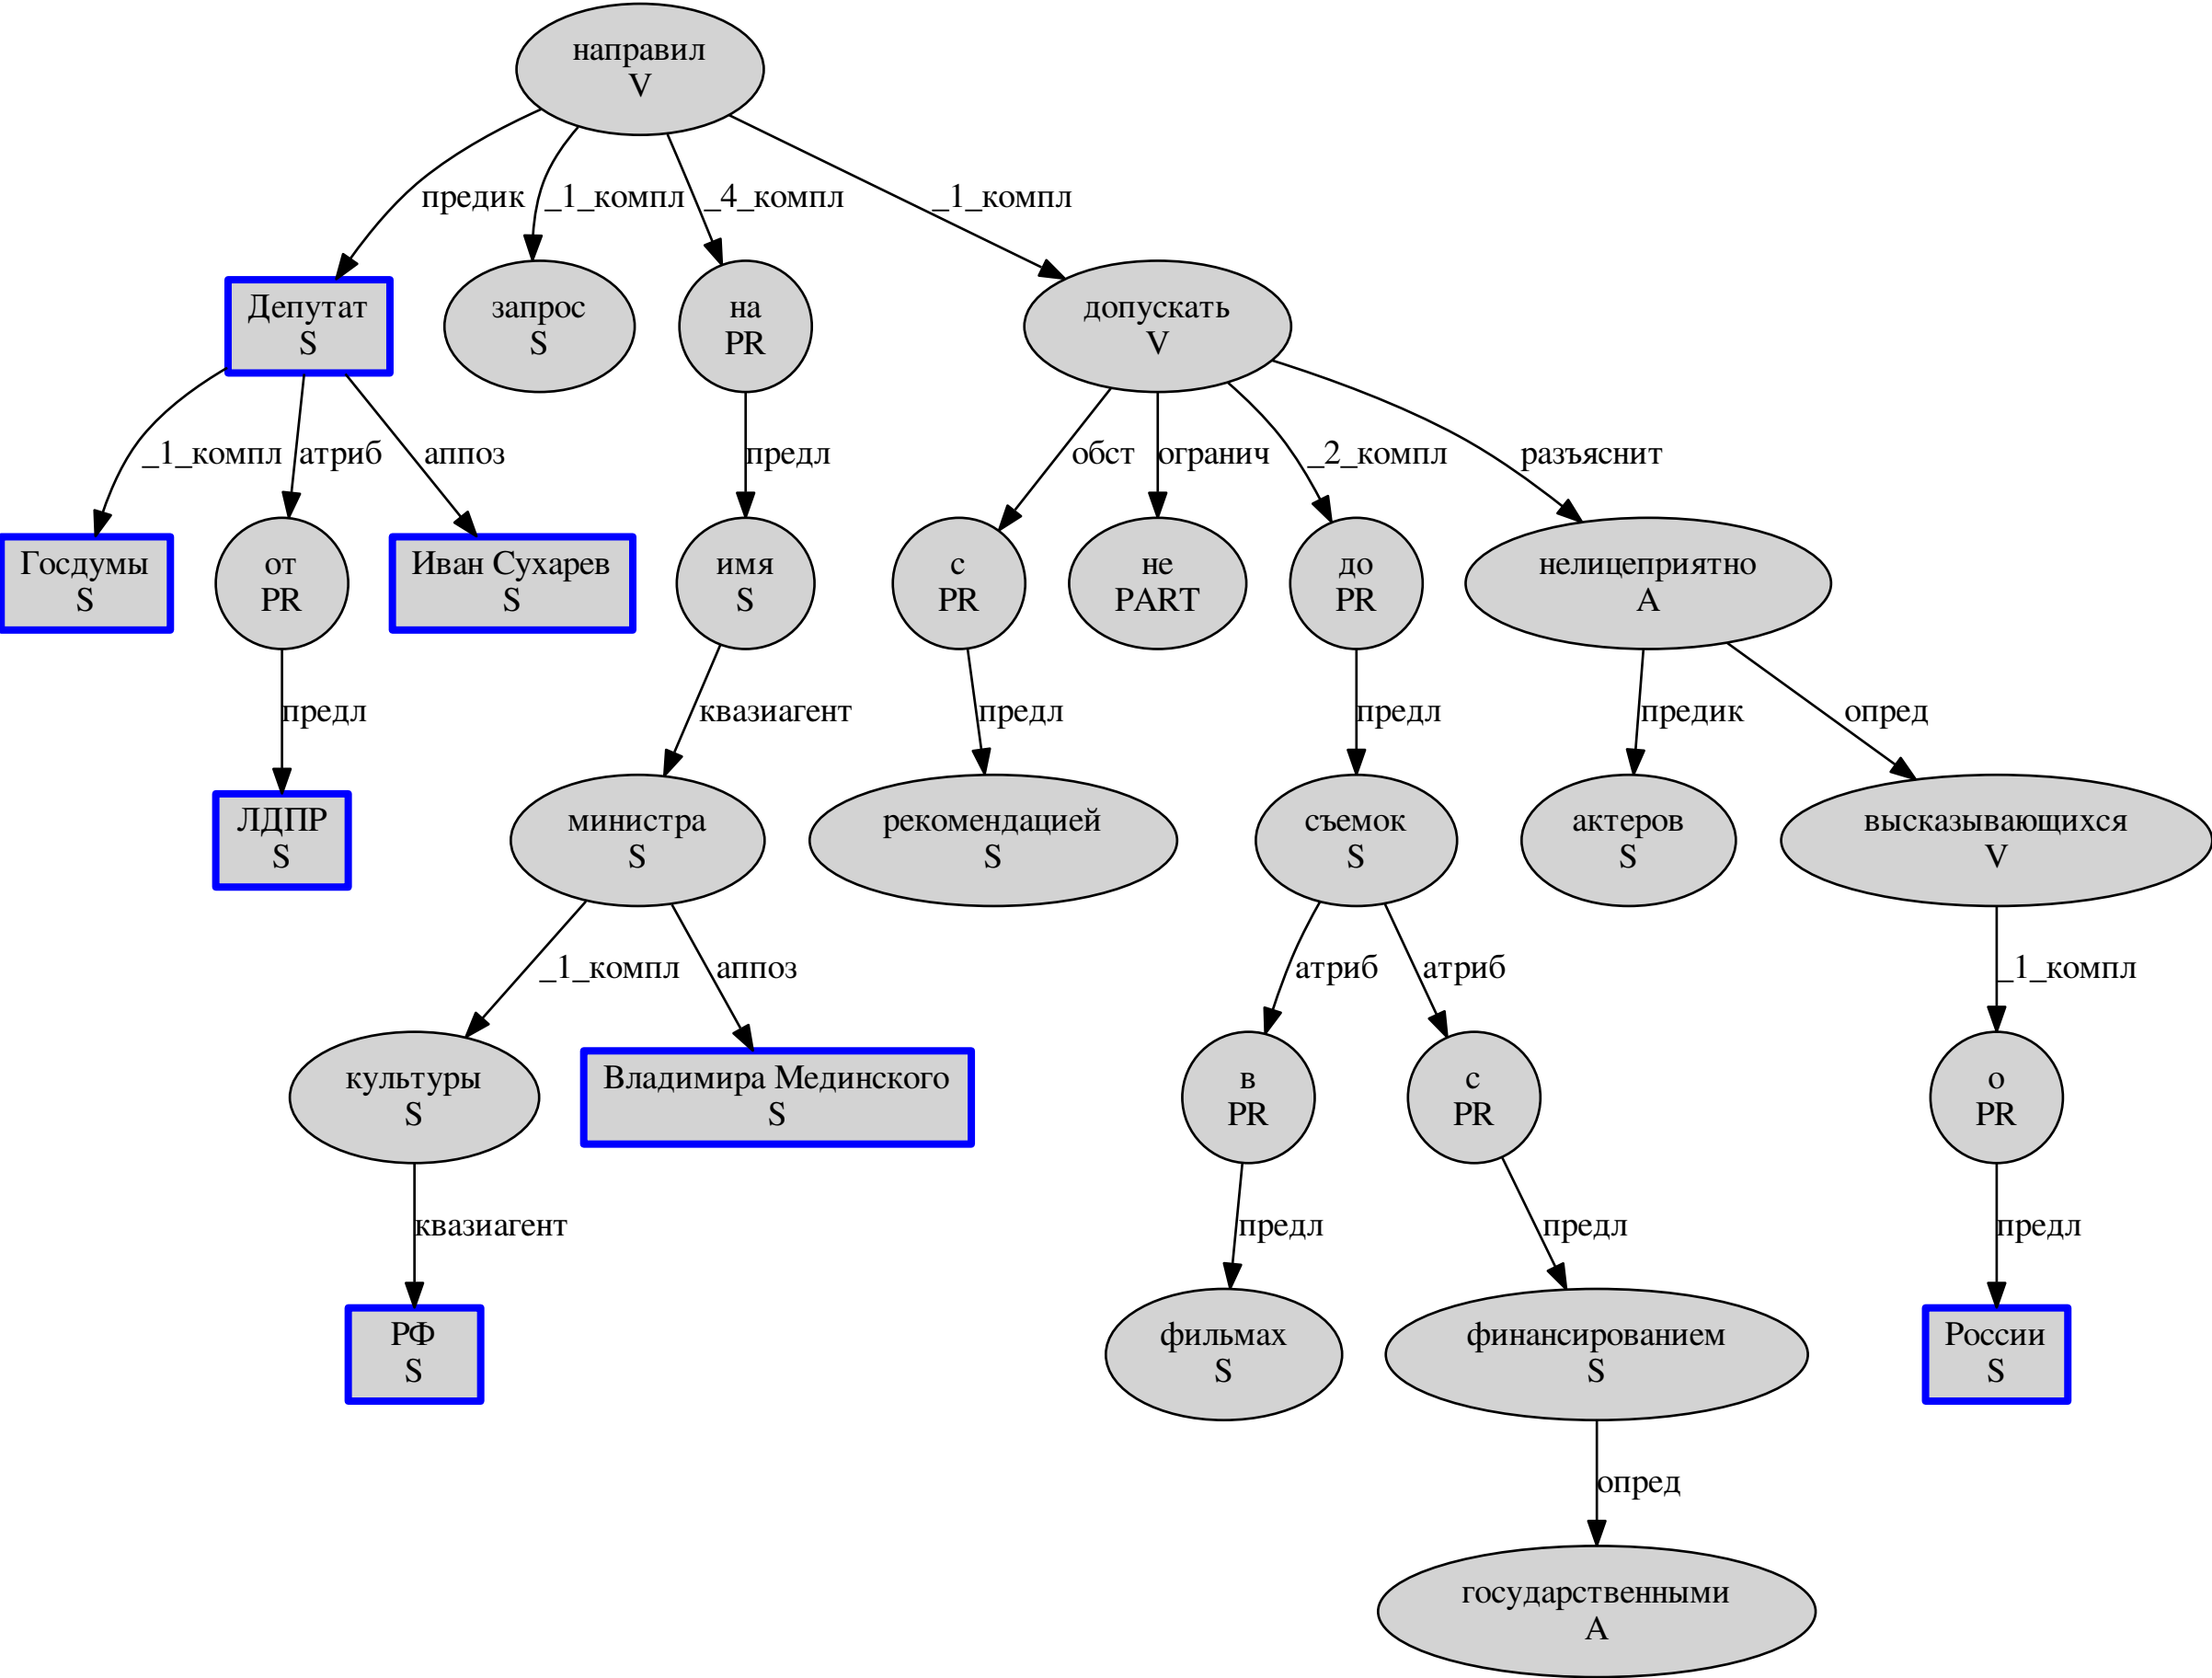 направил
V
предик
_1_компл
_4_компл
_1_компл
Депутат
S
запрос
S
на
PR
допускать
V
_1_компл
атриб
аппоз
предл
обст
огранич
_2_компл
разъяснит
Госдумы
S
от
PR
Иван Сухарев
S
имя
S
с
PR
не
PART
до
PR
нелицеприятно
A
предл
квазиагент
предл
предл
предик
опред
ЛДПР
S
министра
S
рекомендацией
S
съемок
S
актеров
S
высказывающихся
V
_1_компл
аппоз
атриб
атриб
_1_компл
культуры
S
Владимира Мединского
S
в
PR
с
PR
о
PR
квазиагент
предл
предл
предл
РФ
S
фильмах
S
финансированием
S
России
S
опред
государственными
A